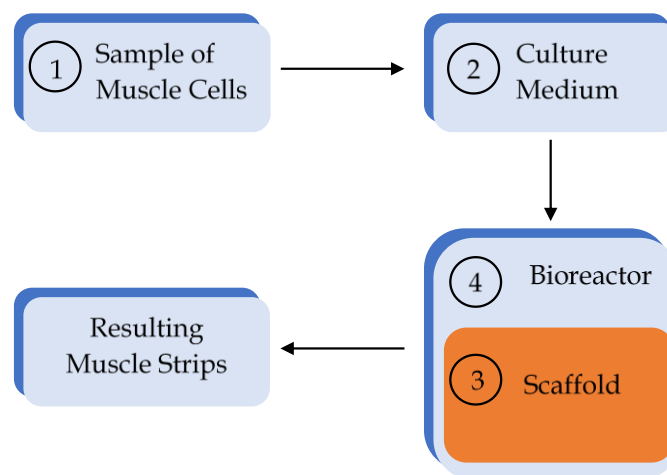 1
Sample of
Muscle Cells
2
Culture
Medium
4
Bioreactor
3
Scaffold
Resulting
Muscle Strips